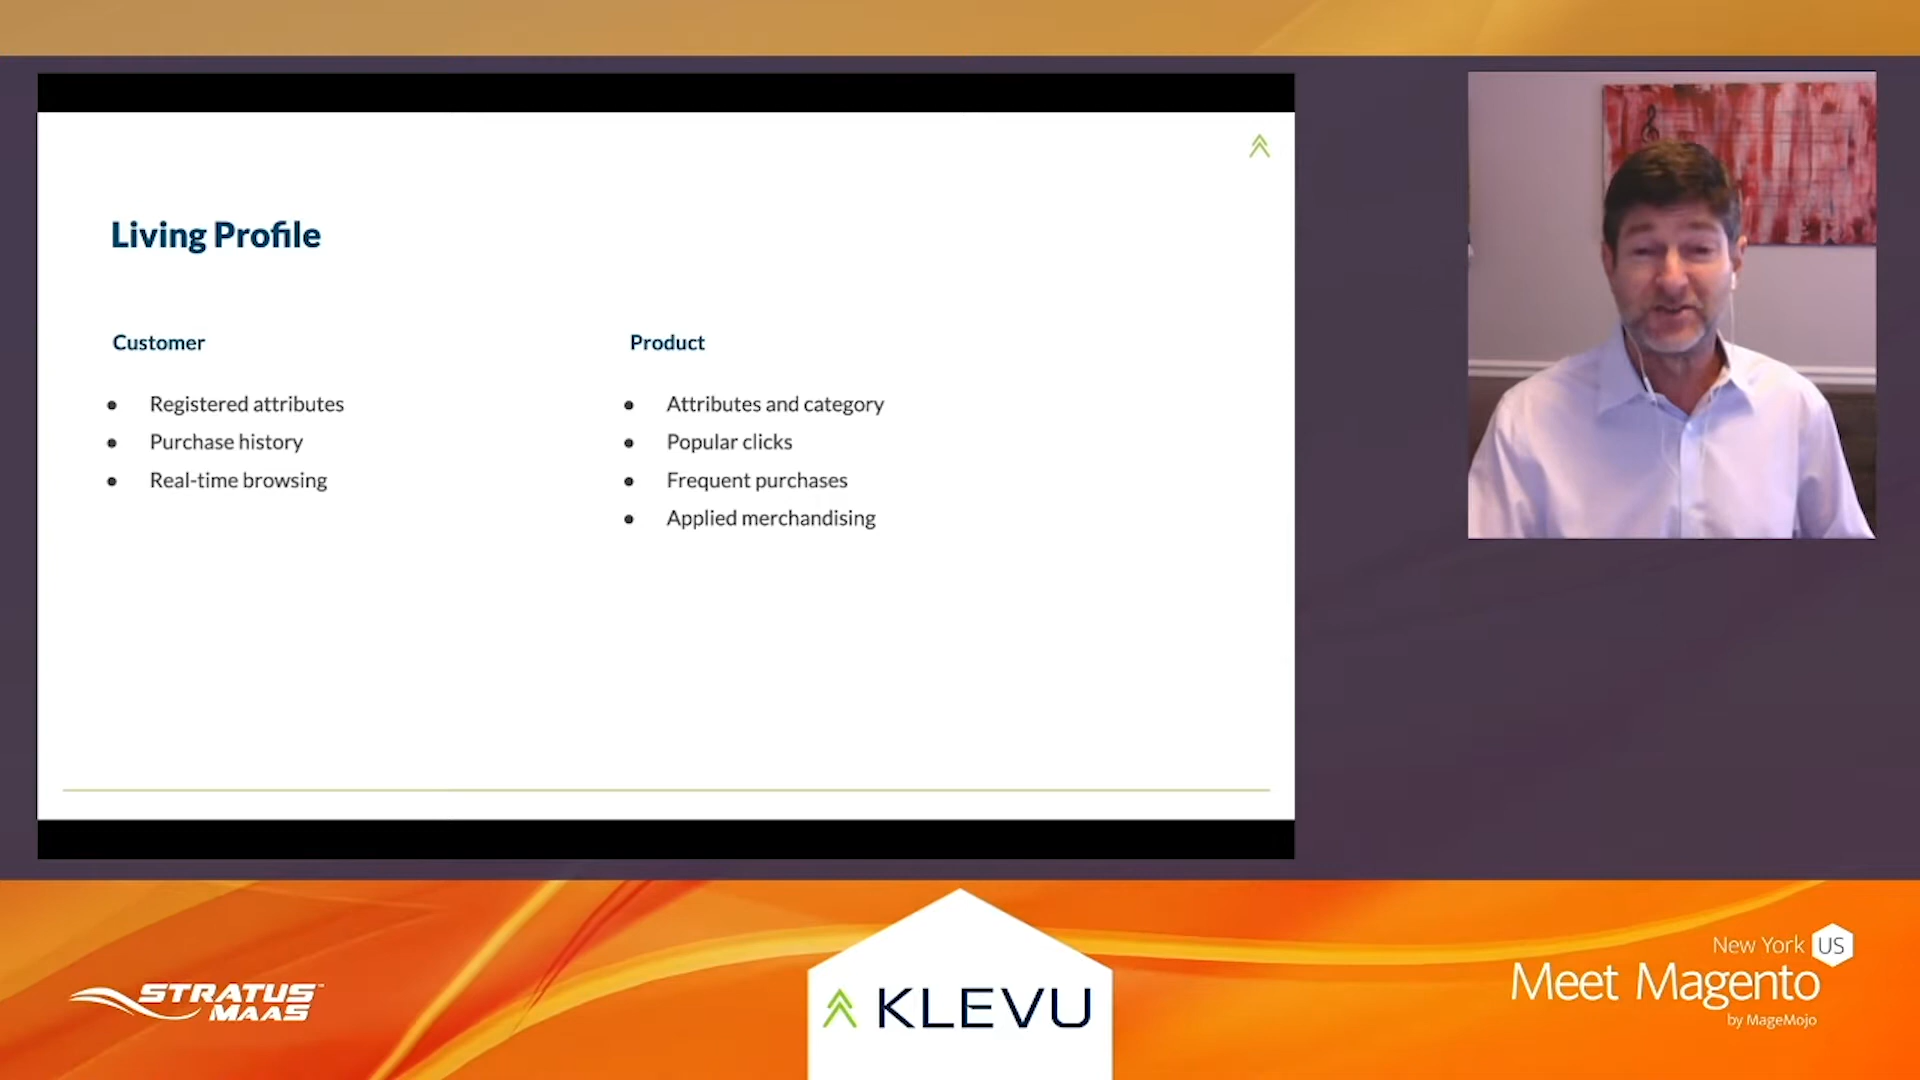 Living Profile
Customer
Registered attributes
Purchase history
Real-time browsing
Product
Attributes and category
Popular clicks
Frequent purchases
Applied merchandising
STRATUS™
MAAS
KLEVU
New York US
Meet Magento
by MageMojo